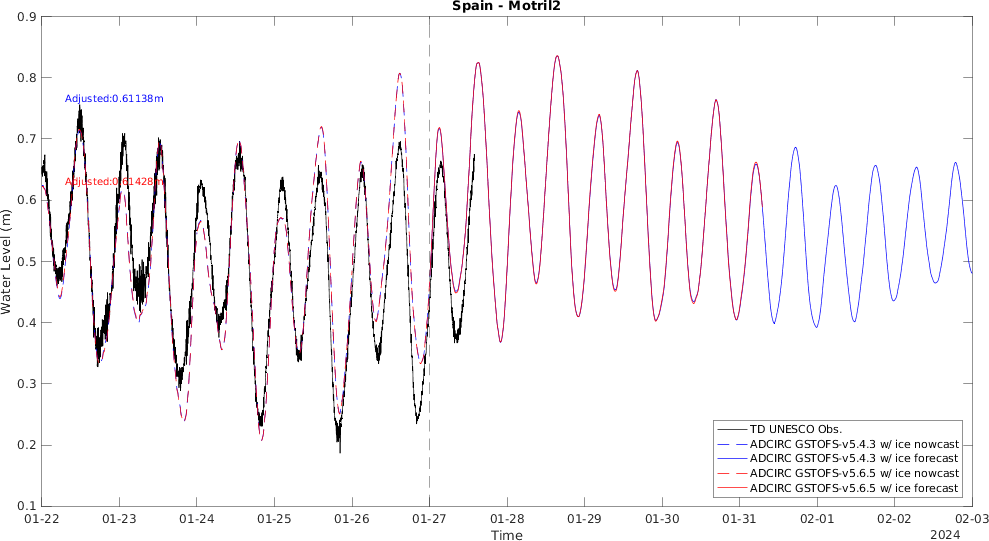 Spain - Motril2
0.9
0.8
0.7
0.6
0.5
0.4
0.3
0.2
0.1
Water Level (m)
Adjusted:0.61138m
Adjusted:0.61428m
TD UNESCO Obs.
ADCIRC GSTOFS-v5.4.3 w/ ice nowcast
ADCIRC GSTOFS-v5.4.3 w/ ice forecast
ADCIRC GSTOFS-v5.6.5 w/ ice nowcast
ADCIRC GSTOFS-v5.6.5 w/ ice forecast
01-22 01-23 01-24 01-25 01-26 01-27 01-28 01-29 01-30 01-31 02-01 02-02 02-03
Time
2024